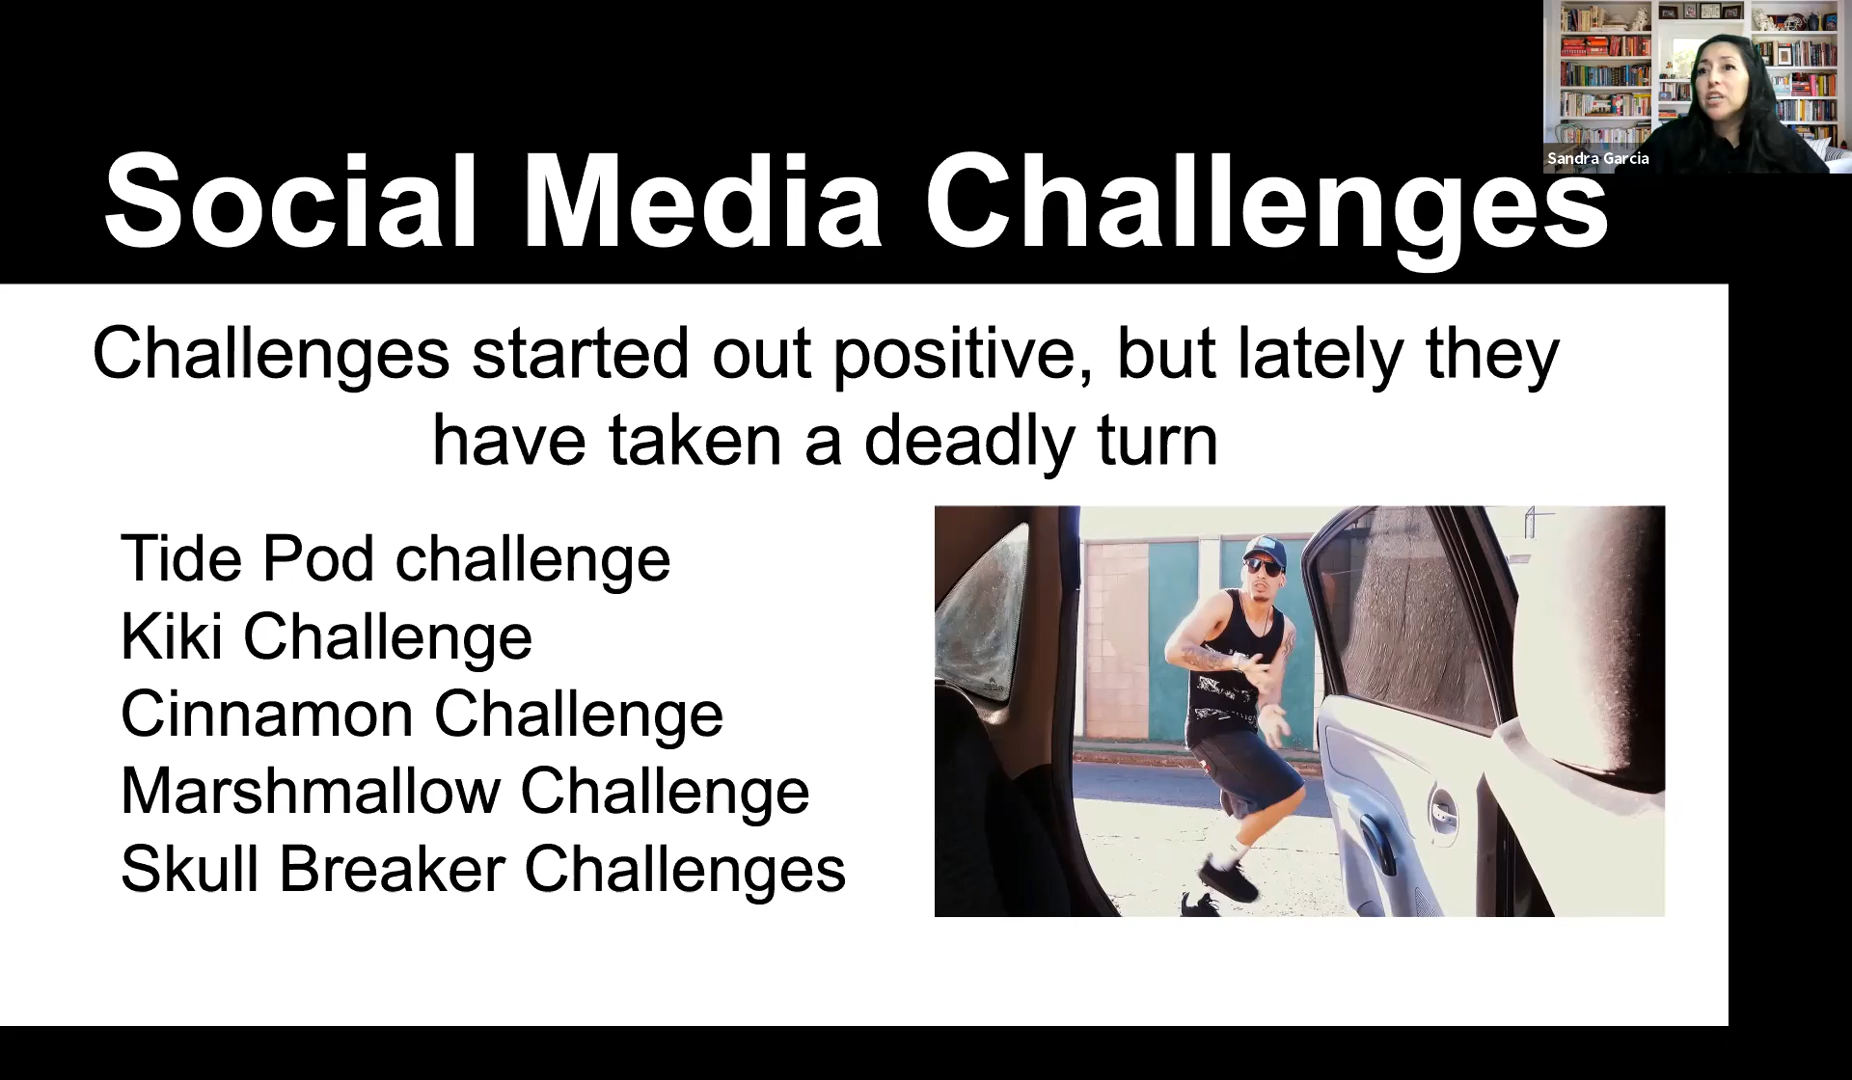 Sandra Garcia
Social Media Challenges
Challenges started out positive, but lately they
have taken a deadly turn
Tide Pod challenge
Kiki Challenge
Cinnamon Challenge
Marshmallow Challenge
Skull Breaker Challenges